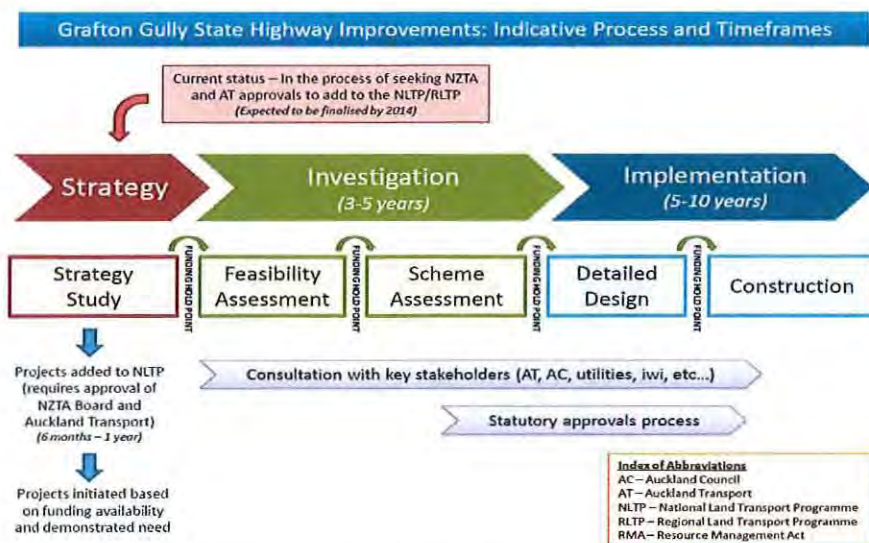 Grafton Gully State Highway Improvements: Indicative Process and Timeframes
Current status – In the process of seeking NZTA
and AT approvals to add to the NLTP/RLTP
(Expected to be finalised by 2014)
Strategy
Investigation
(3-5 years)
Implementation
(5-10 years)
Strategy
Study
FUNDING HOLD POINT
Feasibility
Assessment
FUNDING HOLD POINT
Scheme
Assessment
FUNDING HOLD POINT
Detailed
Design
FUNDING HOLD POINT
Construction
Projects added to NLTP
(requires approval of
NZTA Board and
Auckland Transport)
(6 months – 1 year)
Projects initiated based
on funding availability
and demonstrated need
Consultation with key stakeholders (AT, AC, utilities, iwi, etc...)
Statutory approvals process
Index of Abbreviations
AC – Auckland Council
AT – Auckland Transport
NLTP – National Land Transport Programme
RLTP – Regional Land Transport Programme
RMA – Resource Management Act